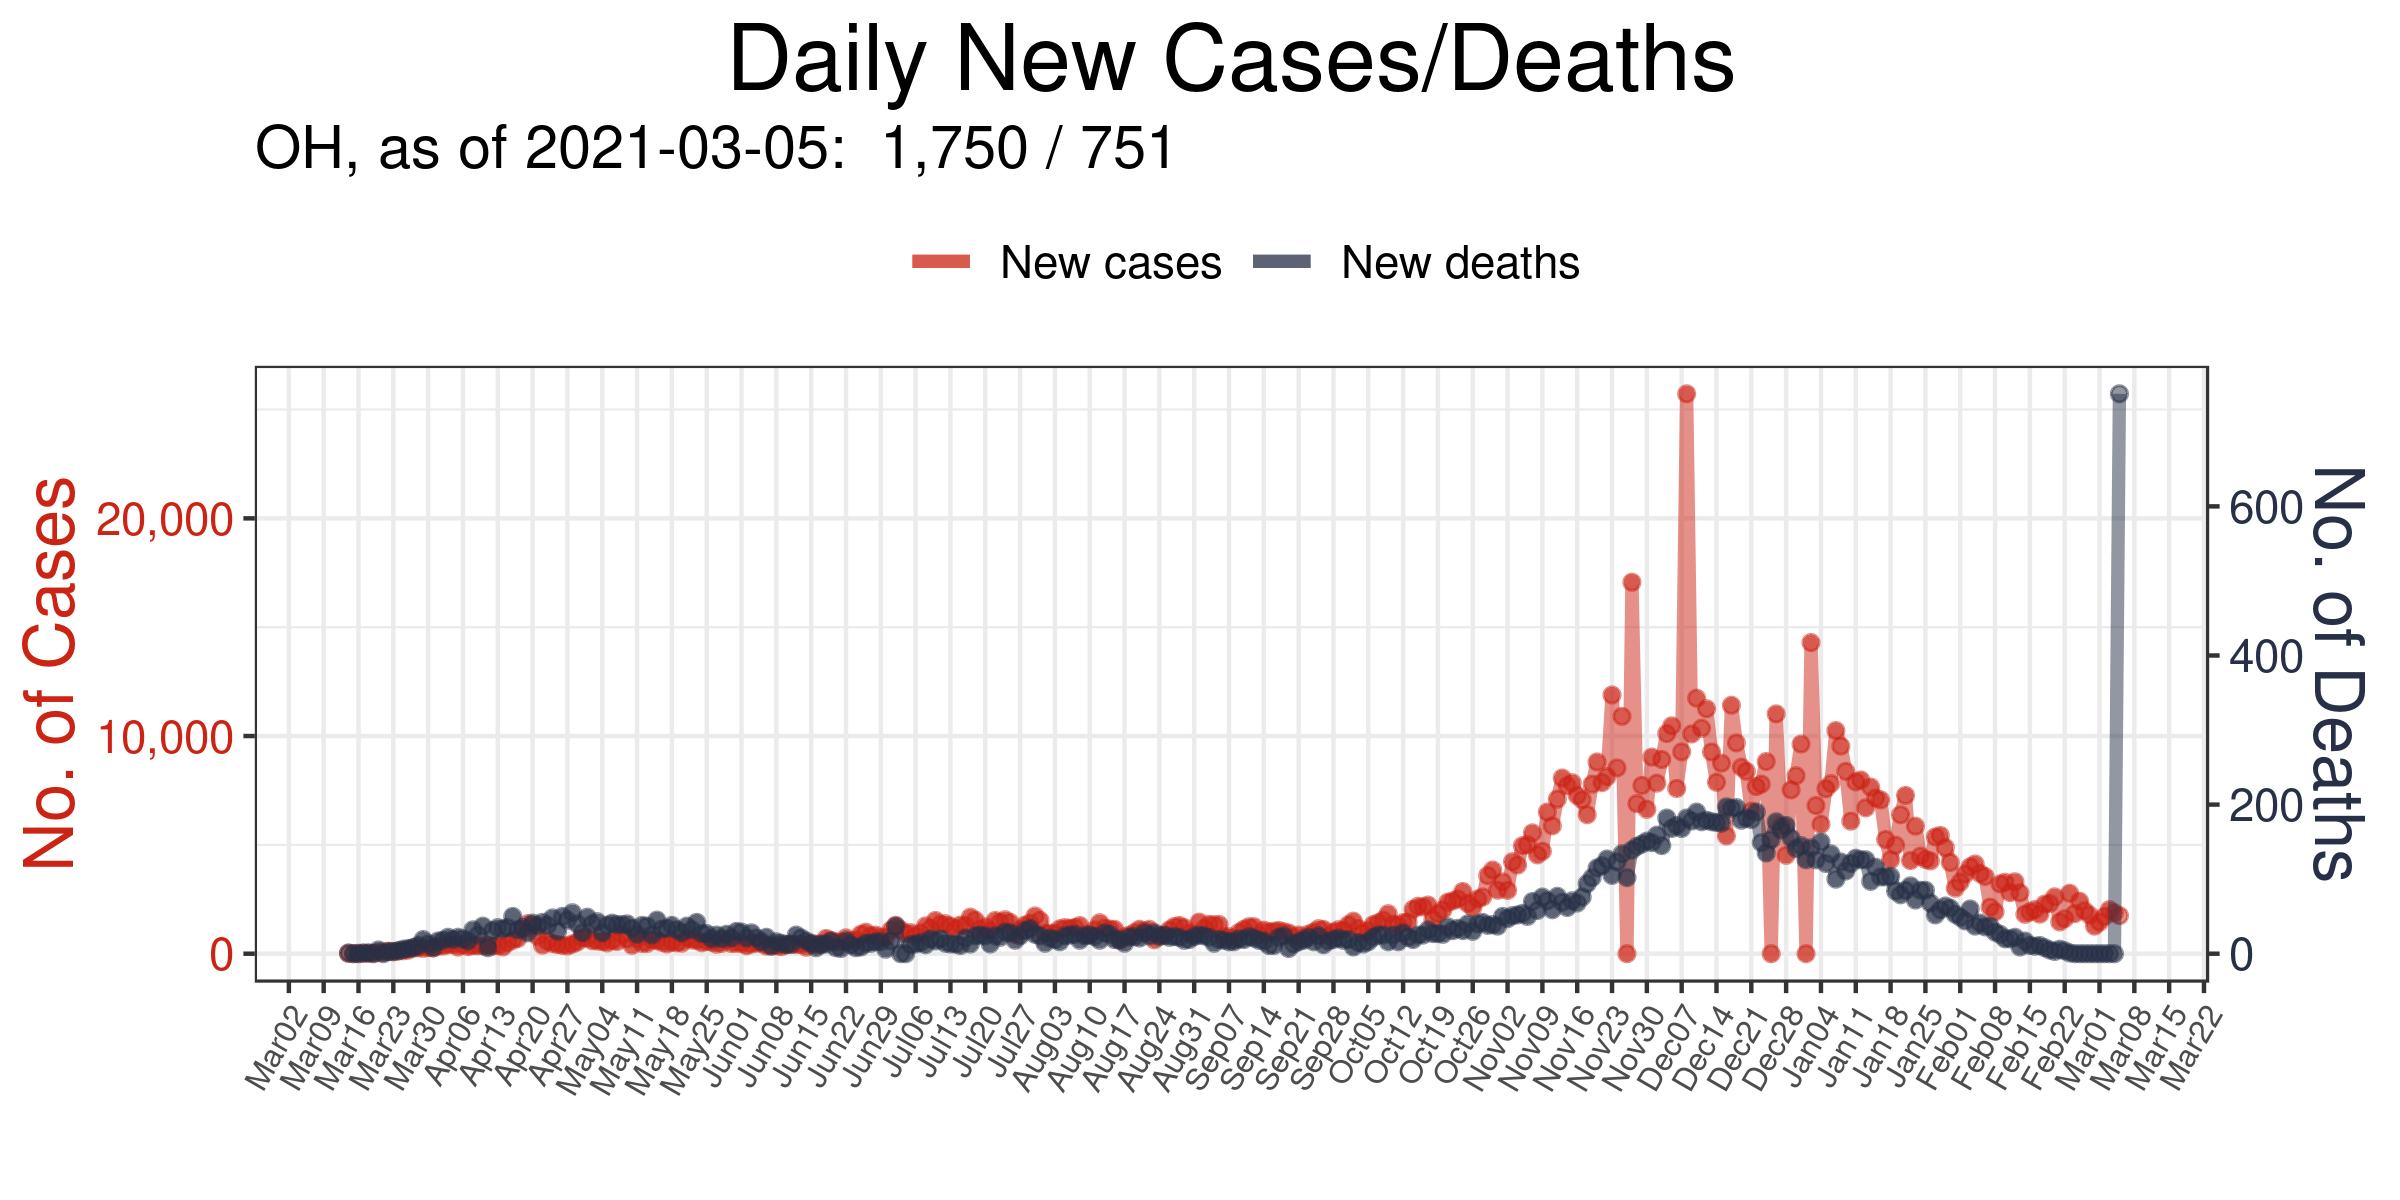 Daily New Cases/Deaths
OH, as of 2021-03-05:  1,750 / 751
New cases
New deaths
No. of Cases
20,000
10,000
0
600
400
200
0
No. of Deaths
Mar02
Mar09
Mar16
Mar23
Mar30
Apr06
Apr13
Apr20
Apr27
May04
May11
May18
May25
Jun01
Jun08
Jun15
Jun22
Jun29
Jul06
Jul13
Jul20
Jul27
Aug03
Aug10
Aug17
Aug24
Aug31
Sep07
Sep14
Sep21
Sep28
Oct05
Oct12
Oct19
Oct26
Nov02
Nov09
Nov16
Nov23
Nov30
Dec07
Dec14
Dec21
Dec28
Dec04
Jan11
Jan18
Jan25
Feb01
Feb08
Feb15
Feb22
Mar01
Mar08
Mar15
Mar22